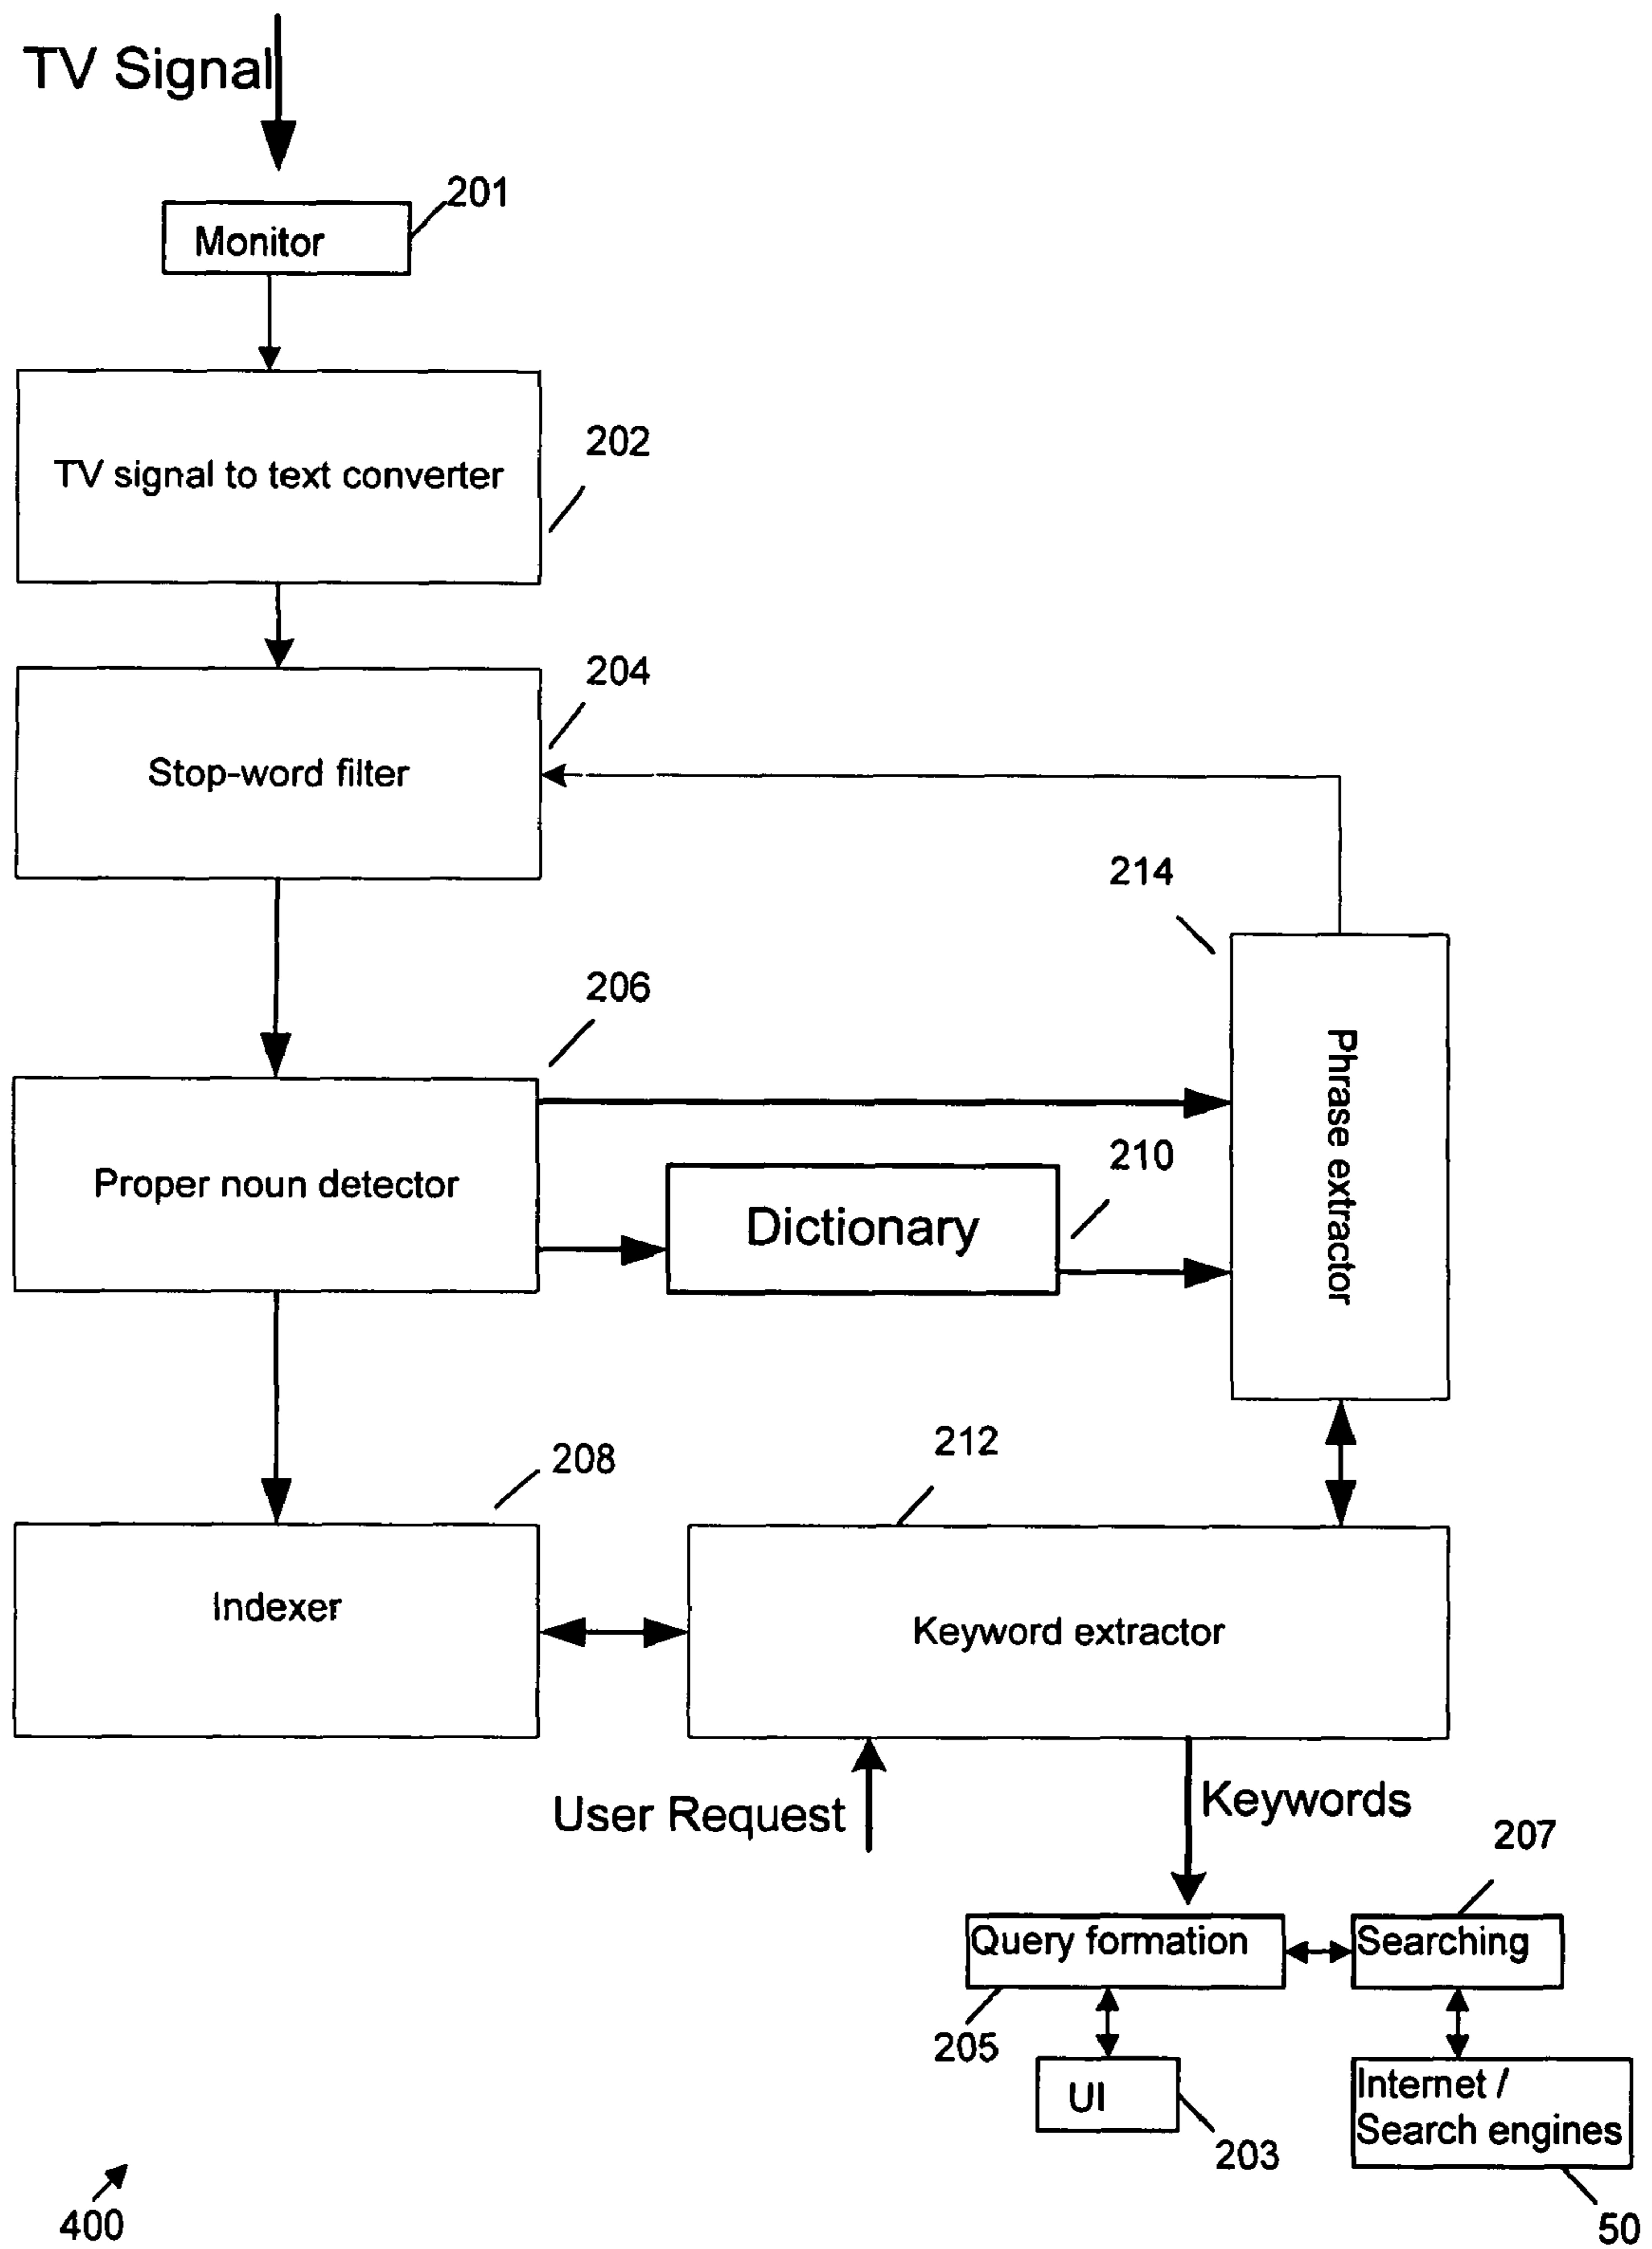 TV Signal
201
Monitor
202
TV signal to text converter
204
Stop-word filter
214
206
Phrase extractor
210
Proper noun detector
Dictionary
212
208
Indexer
Keyword extractor
User Request
Keywords
207
Query formation
Searching
205
UI
Internet /
Search engines
203
400
50